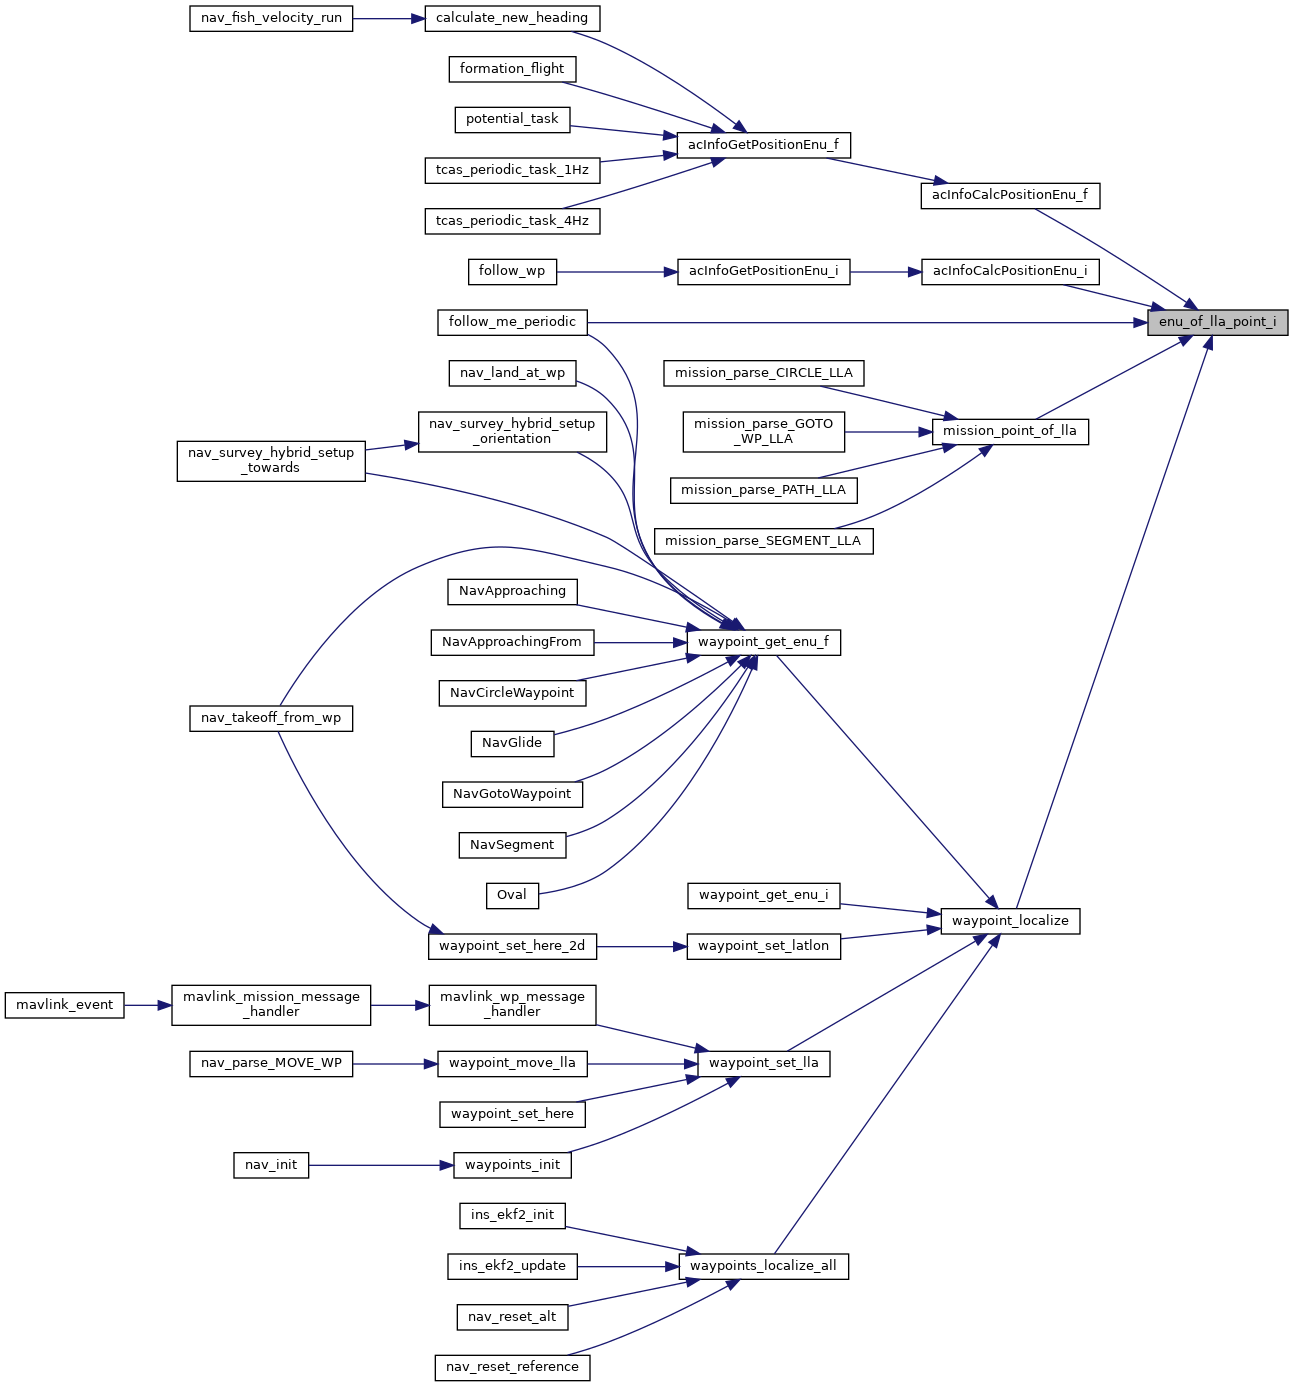 nav_fish_velocity_run
calculate_new_heading
formation_flight
potential_task
acInfoGetPositionEnu_f
tcas_periodic_task_1Hz
acInfoCalcPositionEnu_f
tcas_periodic_task_4Hz
follow_wp
acInfoGetPositionEnu_i
acInfoCalcPositionEnu_i
follow_me_periodic
enu_of_lla_point_i
nav_land_at_wp
mission_parse_CIRCLE_LLA
nav_survey_hybrid_setup
_orientation
mission_parse_GOTO
_WP_LLA
mission_point_of_lla
nav_survey_hybrid_setup
_towards
mission_parse_PATH_LLA
mission_parse_SEGMENT_LLA
NavApproaching
NavApproachingFrom
waypoint_get_enu_f
NavCircleWaypoint
nav_takeoff_from_wp
NavGlide
NavGotoWaypoint
NavSegment
Oval
waypoint_get_enu_i
waypoint_localize
waypoint_set_here_2d
waypoint_set_latlon
mavlink_event
mavlink_mission_message
_handler
mavlink_wp_message
_handler
nav_parse_MOVE_WP
waypoint_move_lla
waypoint_set_lla
waypoint_set_here
nav_init
waypoints_init
ins_ekf2_init
ins_ekf2_update
waypoints_localize_all
nav_reset_alt
nav_reset_reference